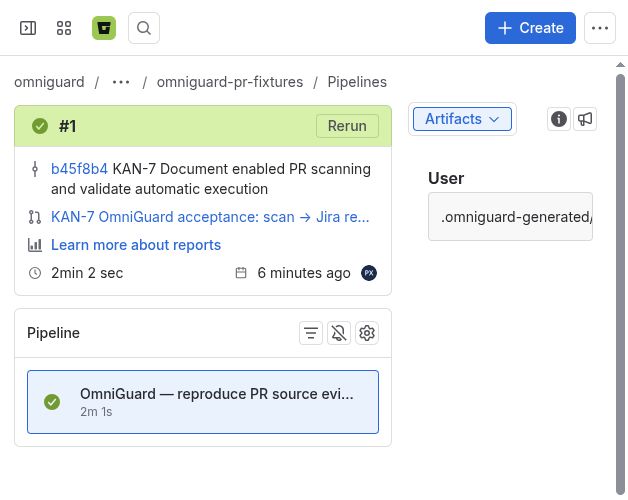 Create
omniguard / ••• / omniguard-pr-fixtures / Pipelines
#1
Rerun
Artifacts
b45f8b4 KAN-7 Document enabled PR scanning
and validate automatic execution
KAN-7 OmniGuard acceptance: scan → Jira re...
Learn more about reports
2min 2 sec
6 minutes ago
PX
User
.omniguard-generated/
Pipeline
OmniGuard — reproduce PR source evi...
2m 1s